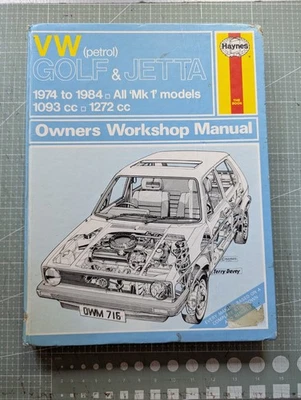 VW (petrol)
Haynes
GOLF & JETTA
1974 to 1984 □ All 'Mk 1' models
1093 cc □ 1272 cc
Owners Workshop Manual
Terry Davey
OWM 716